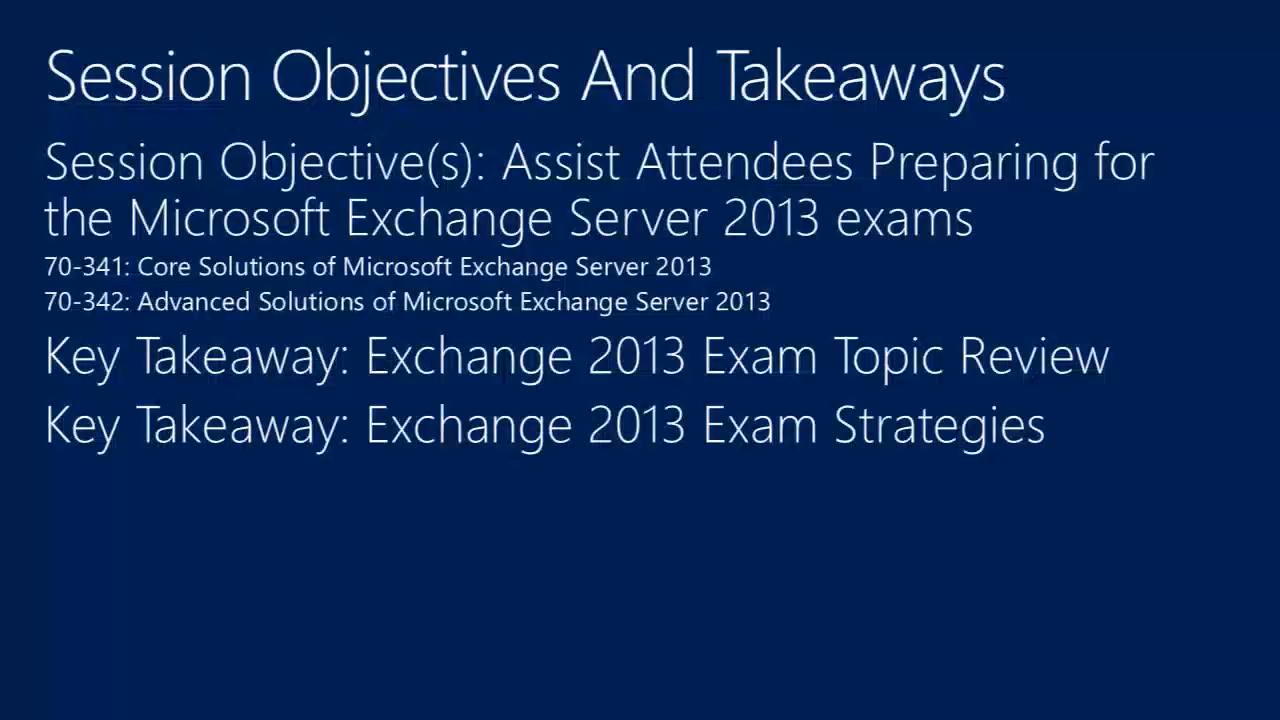 Session Objectives And Takeaways
Session Objective(s): Assist Attendees Preparing for
the Microsoft Exchange Server 2013 exams
70-341: Core Solutions of Microsoft Exchange Server 2013
70-342: Advanced Solutions of Microsoft Exchange Server 2013
Key Takeaway: Exchange 2013 Exam Topic Review
Key Takeaway: Exchange 2013 Exam Strategies